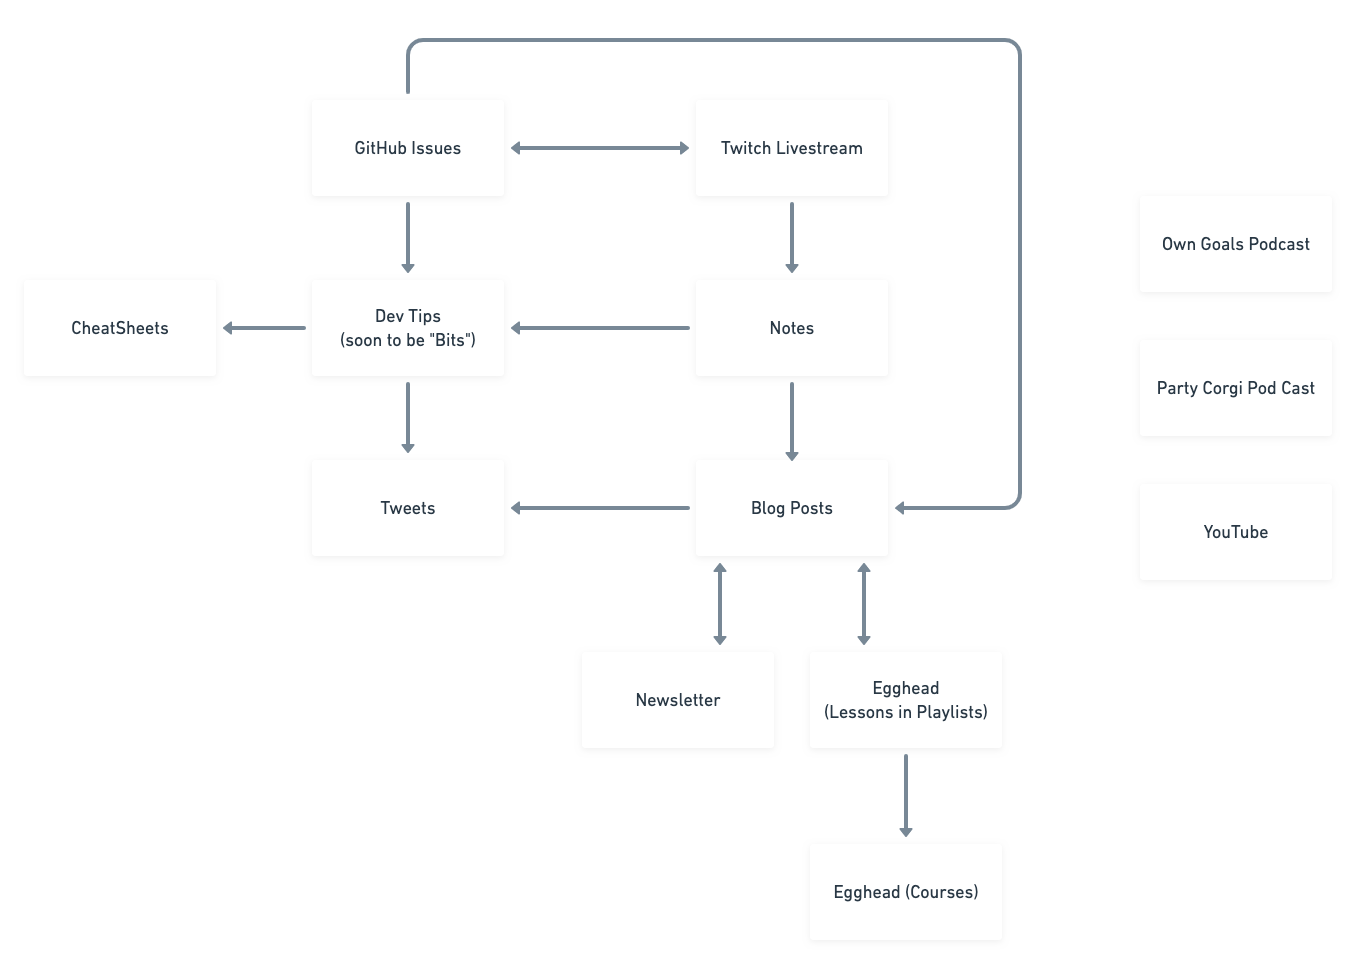 GitHub Issues
Twitch Livestream
Own Goals Podcast
CheatSheets
Dev Tips
(soon to be "Bits")
Notes
Party Corgi Pod Cast
Tweets
Blog Posts
YouTube
Newsletter
Egghead
(Lessons in Playlists)
Egghead (Courses)